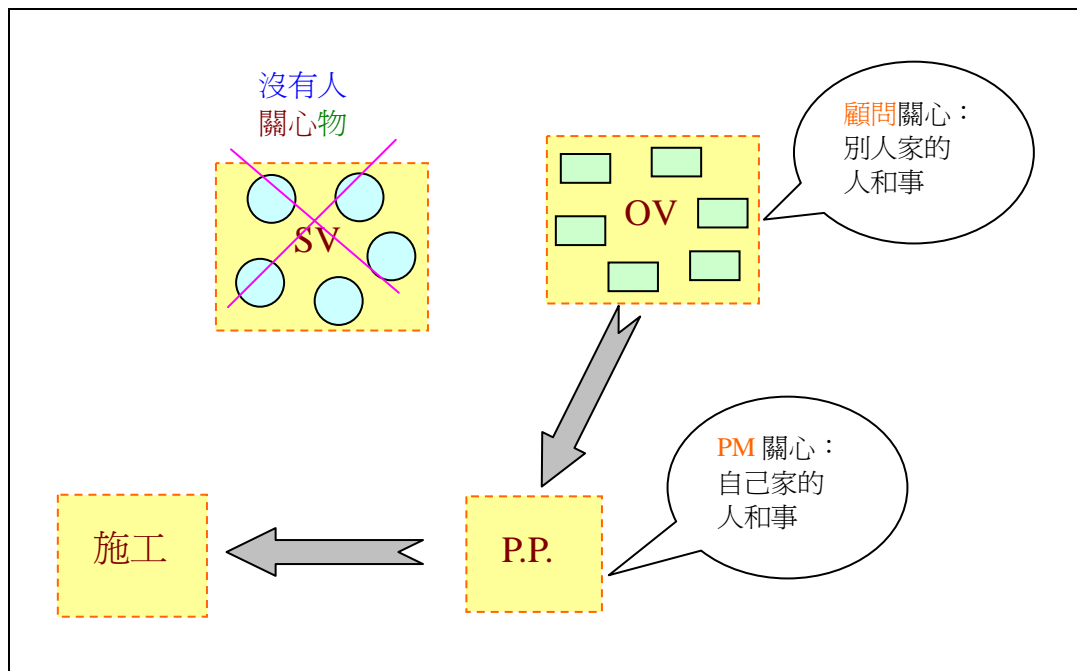 沒有人
關心物
SV
OV
顧問關心：
別人家的
人和事
PM 關心：
自己家的
人和事
P.P.
施工